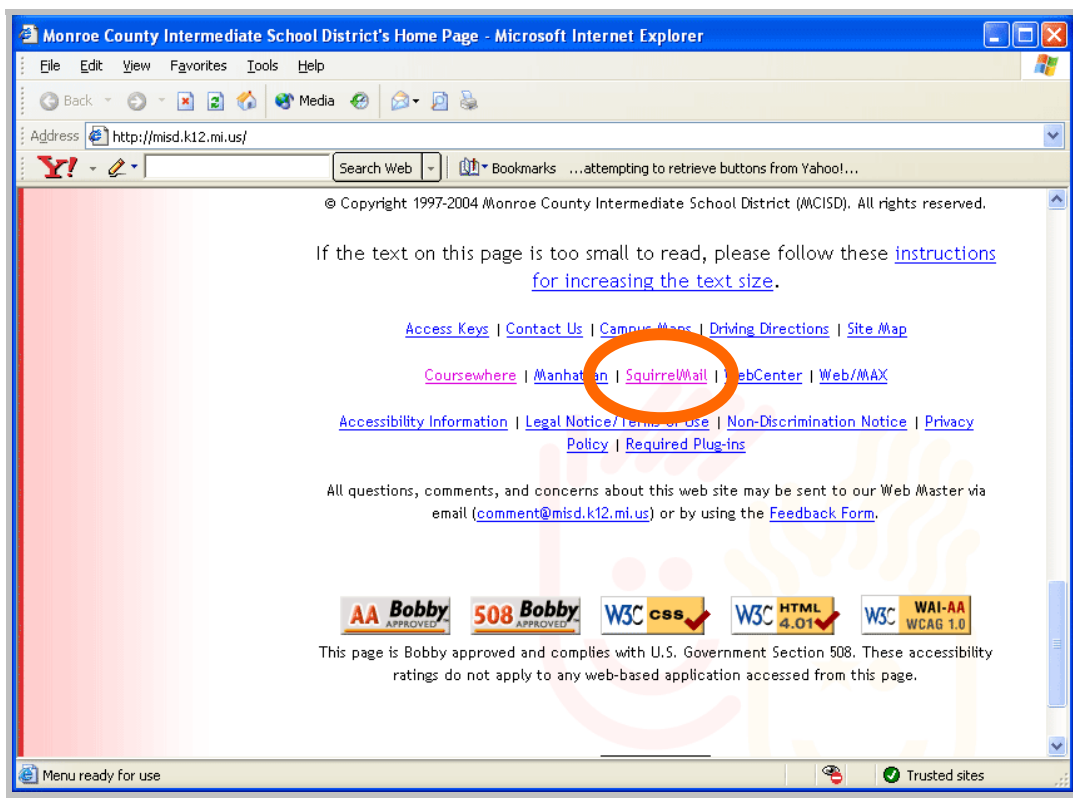 Monroe County Intermediate School District's Home Page - Microsoft Internet Explorer
File Edit View Favorites Tools Help
Back Media
Address http://misd.k12.mi.us/
Y! Search Web Bookmarks ...attempting to retrieve buttons from Yahoo!...
© Copyright 1997-2004 Monroe County Intermediate School District (MCISD). All rights reserved.
If the text on this page is too small to read, please follow these instructions
for increasing the text size.
Access Keys | Contact Us | Campus Maps | Driving Directions | Site Map
Coursewhere | Manhattan | SquirrelMail | WebCenter | Web/MAX
Accessibility Information | Legal Notice/Terms of Use | Non-Discrimination Notice | Privacy
Policy | Required Plug-ins
All questions, comments, and concerns about this web site may be sent to our Web Master via
email (comment@misd.k12.mi.us) or by using the Feedback Form.
AA Bobby APPROVED 508 Bobby APPROVED W3C css W3C HTML 4.01 W3C WAI-AA WCAG 1.0
This page is Bobby approved and complies with U.S. Government Section 508. These accessibility
ratings do not apply to any web-based application accessed from this page.
Menu ready for use Trusted sites